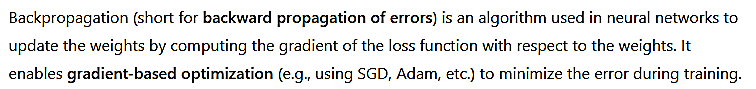 Backpropagation (short for backward propagation of errors) is an algorithm used in neural networks to
update the weights by computing the gradient of the loss function with respect to the weights. It
enables gradient-based optimization (e.g., using SGD, Adam, etc.) to minimize the error during training.